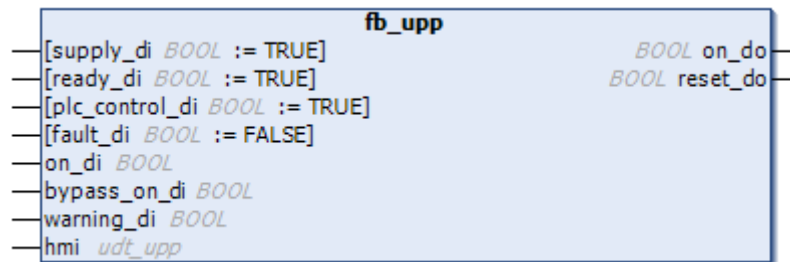 fb_upp
[supply_di BOOL := TRUE] BOOL on_do
[ready_di BOOL := TRUE] BOOL reset_do
[plc_control_di BOOL := TRUE]
[fault_di BOOL := FALSE]
on_di BOOL
bypass_on_di BOOL
warning_di BOOL
hmi udt_upp